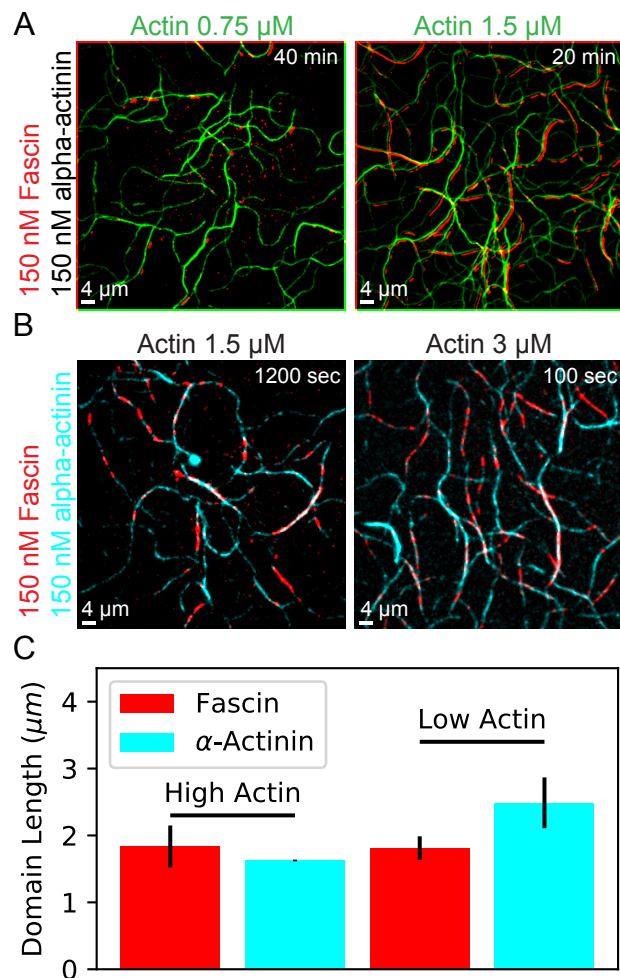 A
Actin 0.75 µM
Actin 1.5 µM
150 nM Fascin
150 nM alpha-actinin
40 min
20 min
4 µm
4 µm
B
Actin 1.5 µM
Actin 3 µM
150 nM Fascin
150 nM alpha-actinin
1200 sec
100 sec
4 µm
4 µm
C
Domain Length (µm)
4
3
2
1
0
Fascin
α-Actinin
High Actin
Low Actin